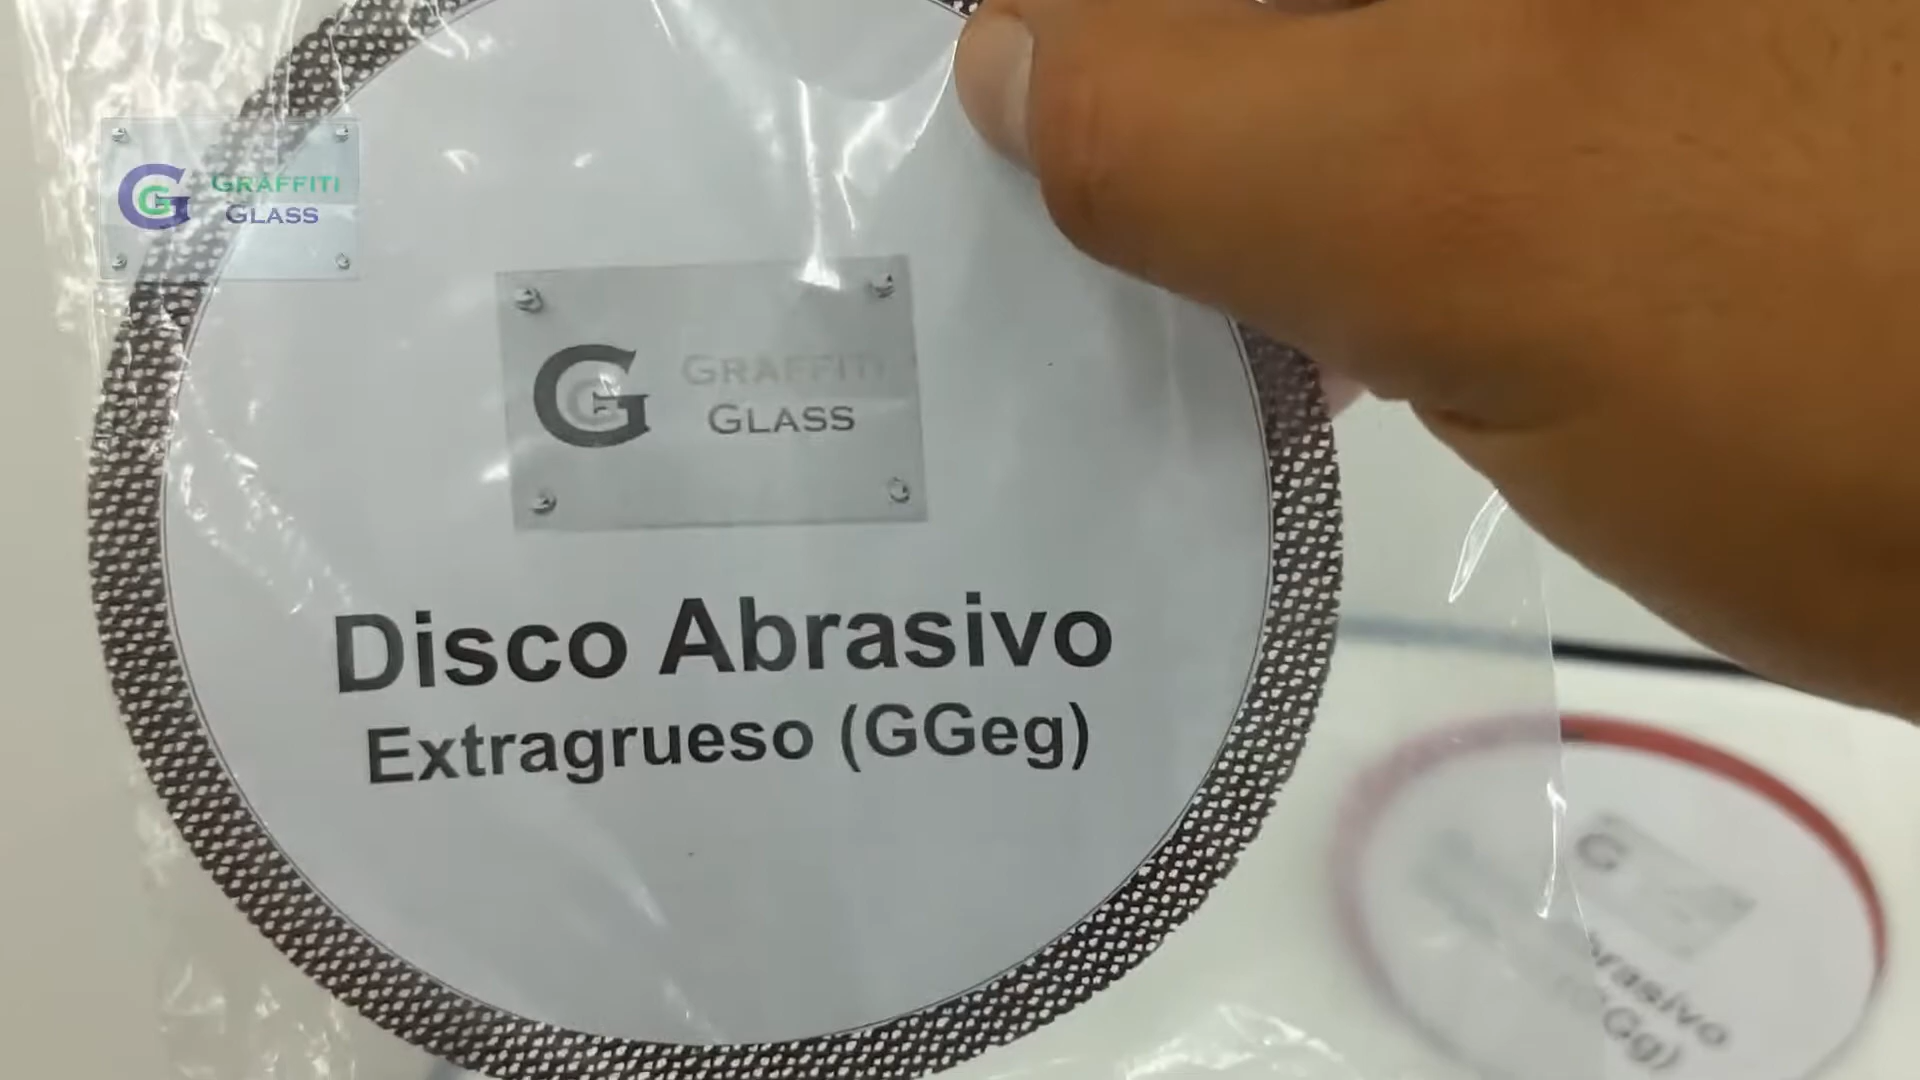 GRAFFITI
GLASS
GRAFFITI
GLASS
Disco Abrasivo
Extragrueso (GGeg)